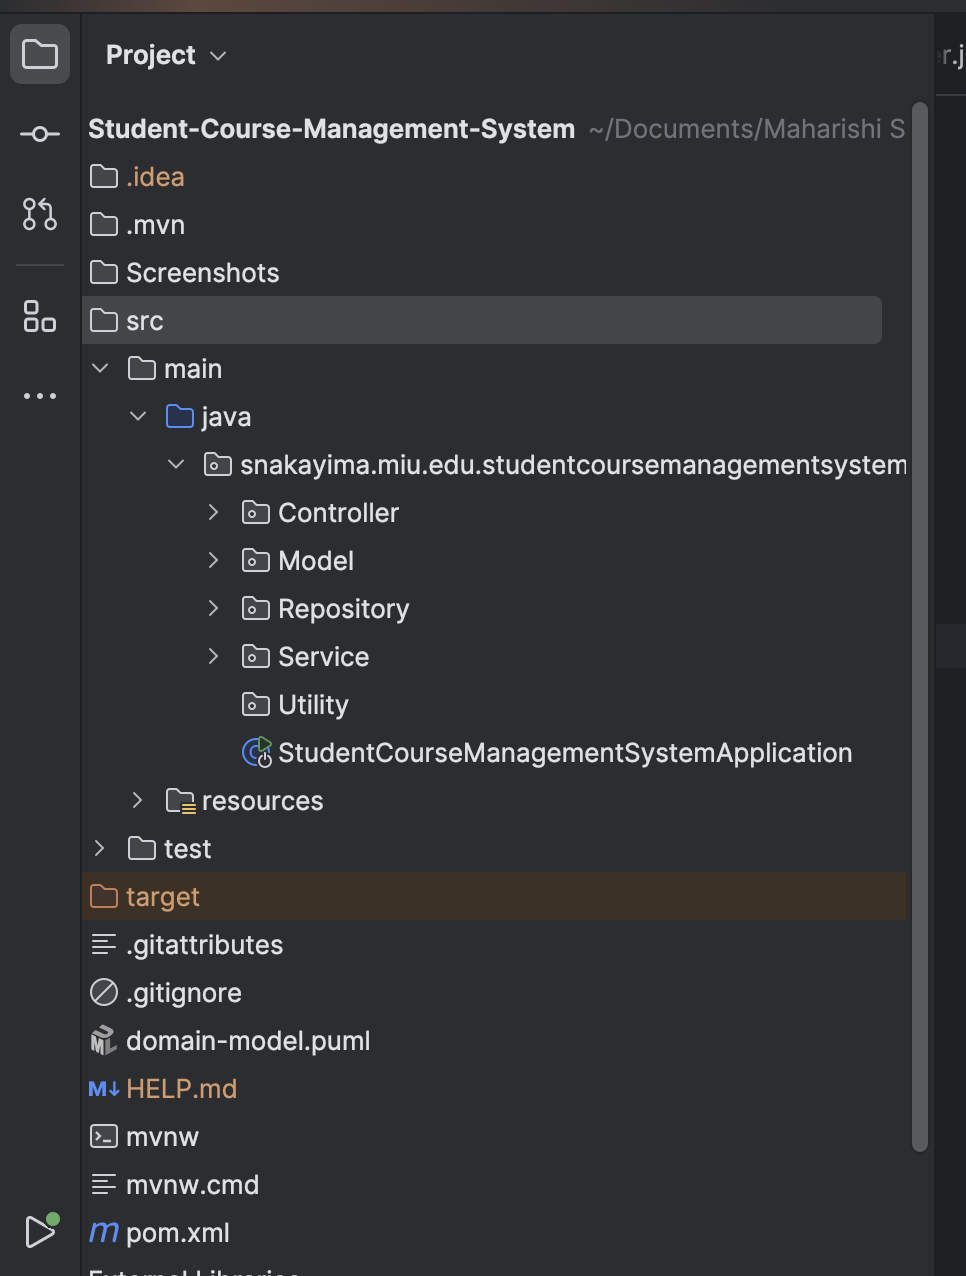 Project
r.j
Student-Course-Management-System ~/Documents/Maharishi S
.idea
.mvn
Screenshots
src
main
java
snakayima.miu.edu.studentcoursemanagementsystem
Controller
Model
Repository
Service
Utility
StudentCourseManagementSystemApplication
resources
test
target
.gitattributes
.gitignore
domain-model.puml
M↓ HELP.md
mvnw
mvnw.cmd
m pom.xml
External Libraries